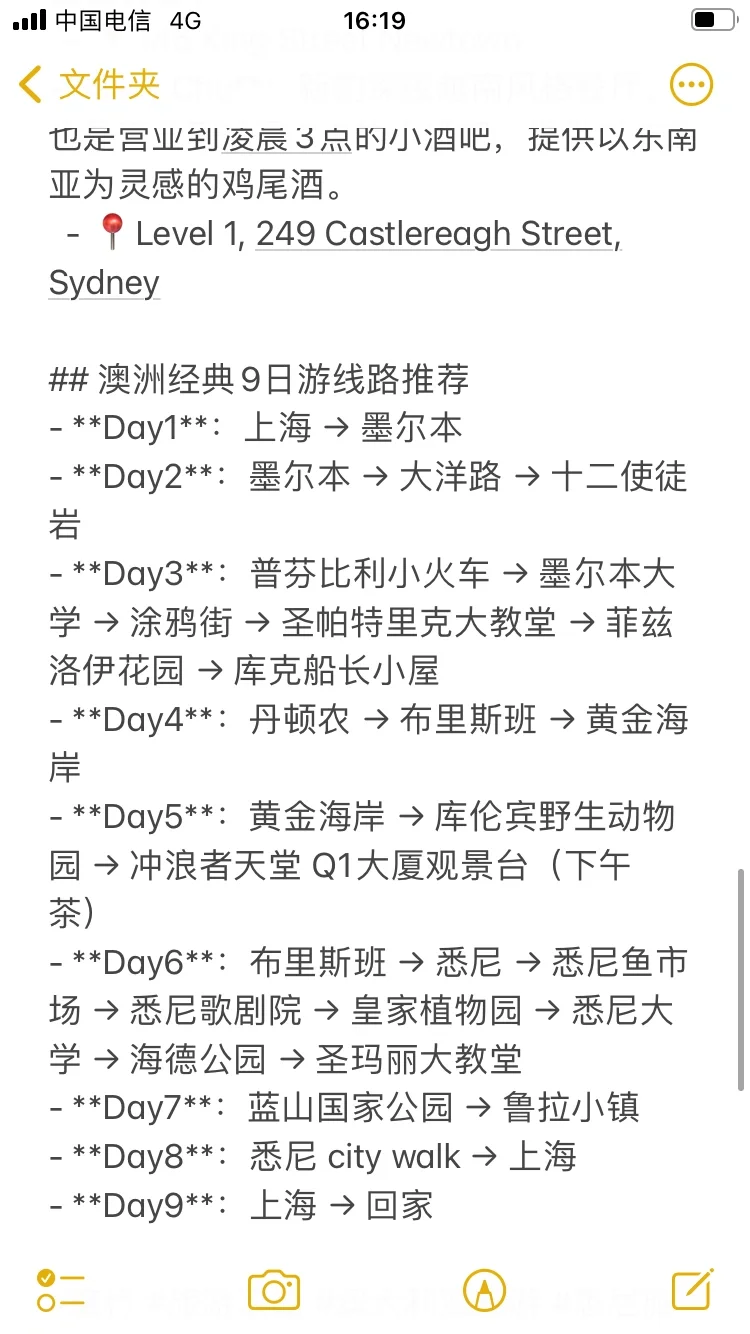 中国电信 4G 16:19
文件夹
也是营业到凌晨3点的小酒吧，提供以东南
亚为灵感的鸡尾酒。
- 📍Level 1, 249 Castlereagh Street,
Sydney
## 澳洲经典9日游线路推荐
- **Day1**： 上海 → 墨尔本
- **Day2**： 墨尔本 → 大洋路 → 十二使徒
岩
- **Day3**： 普芬比利小火车 → 墨尔本大
学 → 涂鸦街 → 圣帕特里克大教堂 → 菲兹
洛伊花园 → 库克船长小屋
- **Day4**： 丹顿农 → 布里斯班 → 黄金海
岸
- **Day5**： 黄金海岸 → 库伦宾野生动物
园 → 冲浪者天堂 Q1大厦观景台（下午
茶）
- **Day6**： 布里斯班 → 悉尼 → 悉尼鱼市
场 → 悉尼歌剧院 → 皇家植物园 → 悉尼大
学 → 海德公园 → 圣玛丽大教堂
- **Day7**： 蓝山国家公园 → 鲁拉小镇
- **Day8**： 悉尼 city walk → 上海
- **Day9**： 上海 → 回家